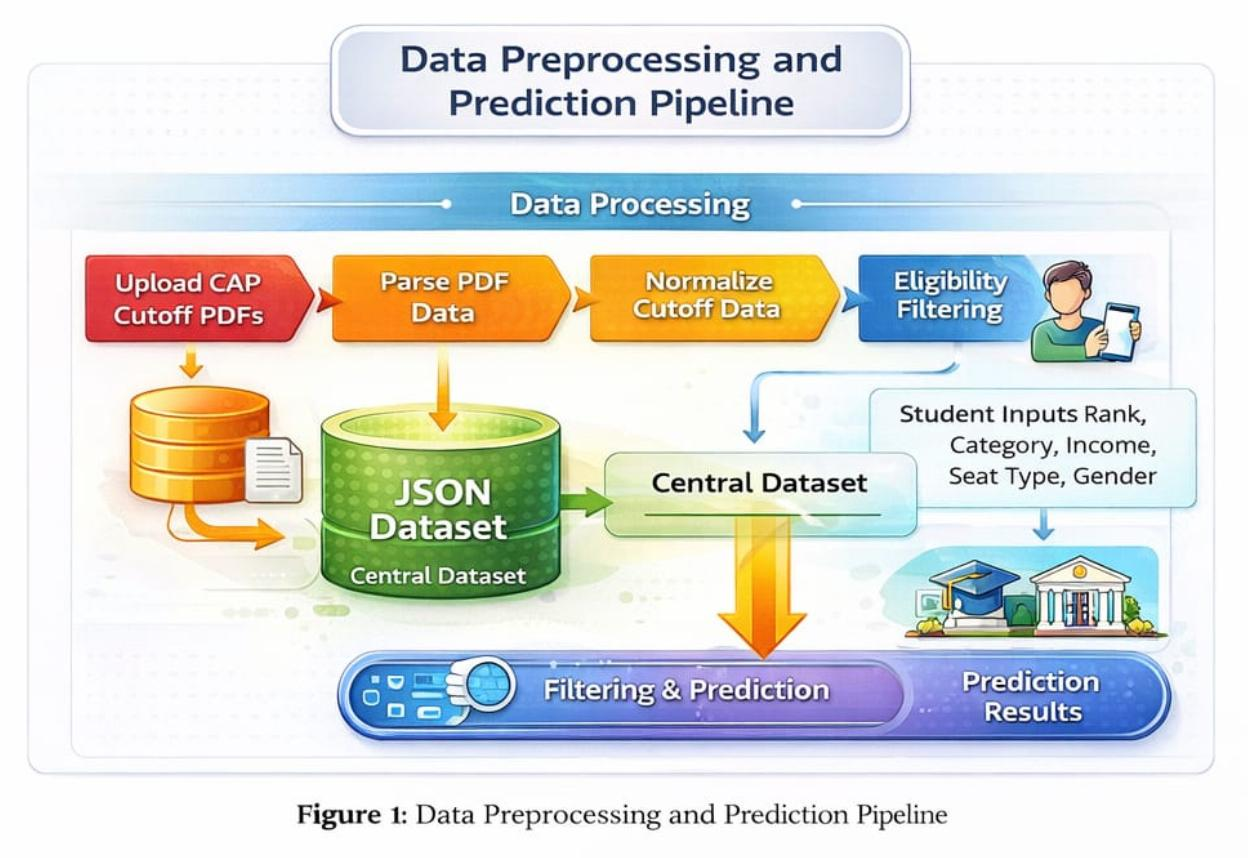 Data Preprocessing and
Prediction Pipeline
Data Processing
Upload CAP
Cutoff PDFs
Parse PDF
Data
Normalize
Cutoff Data
Eligibility
Filtering
Student Inputs Rank,
Category, Income,
Seat Type, Gender
JSON
Dataset
Central Dataset
Central Dataset
Filtering & Prediction
Prediction
Results
Figure 1: Data Preprocessing and Prediction Pipeline